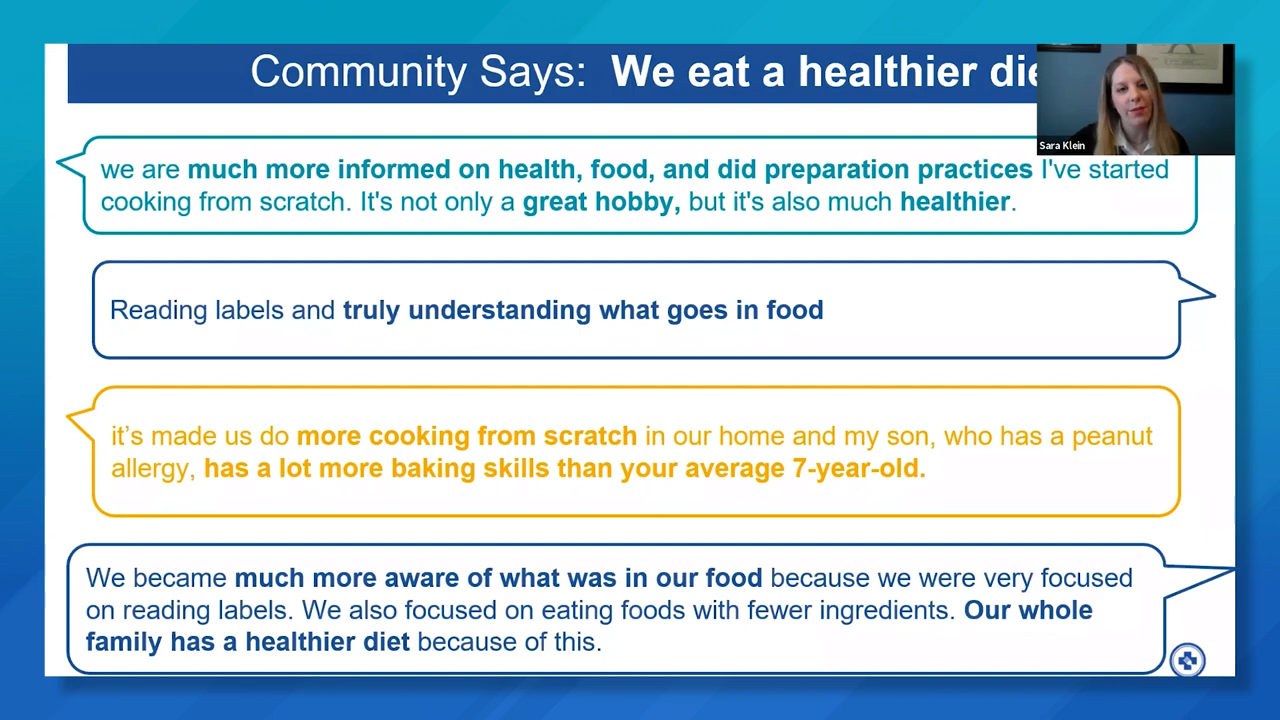 Community Says: We eat a healthier die
Sara Klein
we are much more informed on health, food, and did preparation practices I've started
cooking from scratch. It's not only a great hobby, but it's also much healthier.
Reading labels and truly understanding what goes in food
it’s made us do more cooking from scratch in our home and my son, who has a peanut
allergy, has a lot more baking skills than your average 7-year-old.
We became much more aware of what was in our food because we were very focused
on reading labels. We also focused on eating foods with fewer ingredients. Our whole
family has a healthier diet because of this.